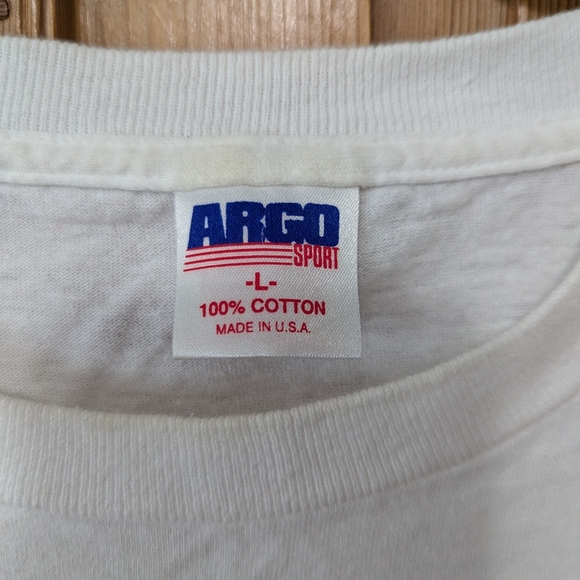 ARGO
SPORT
-L-
100% COTTON
MADE IN U.S.A.